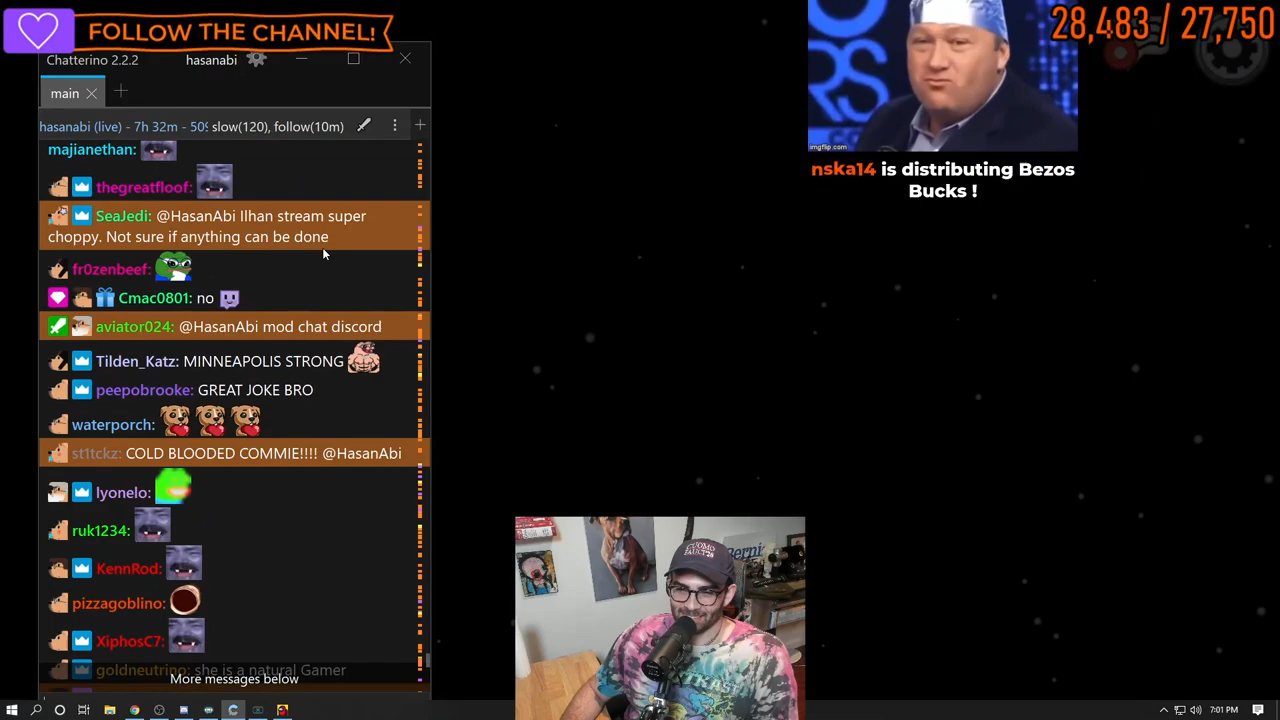 FOLLOW THE CHANNEL!
28,483 / 27,750
Chatterino 2.2.2
hasanabi
main
hasanabi (live) - 7h 32m - 509 slow(120), follow(10m)
majianethan:
thegreatfloof:
SeaJedi: @HasanAbi Ilhan stream super
choppy. Not sure if anything can be done
fr0zenbeef:
Cmac0801: no
aviator024: @HasanAbi mod chat discord
Tilden_Katz: MINNEAPOLIS STRONG
peepobrooke: GREAT JOKE BRO
waterporch:
st1tckz: COLD BLOODED COMMIE!!!! @HasanAbi
lyonelo:
ruk1234:
KennRod:
pizzagoblino:
XiphosC7:
goldneutrino: she is a natural Gamer
More messages below
imgflip.com
nska14 is distributing Bezos
Bucks !
Bernie
7:01 PM